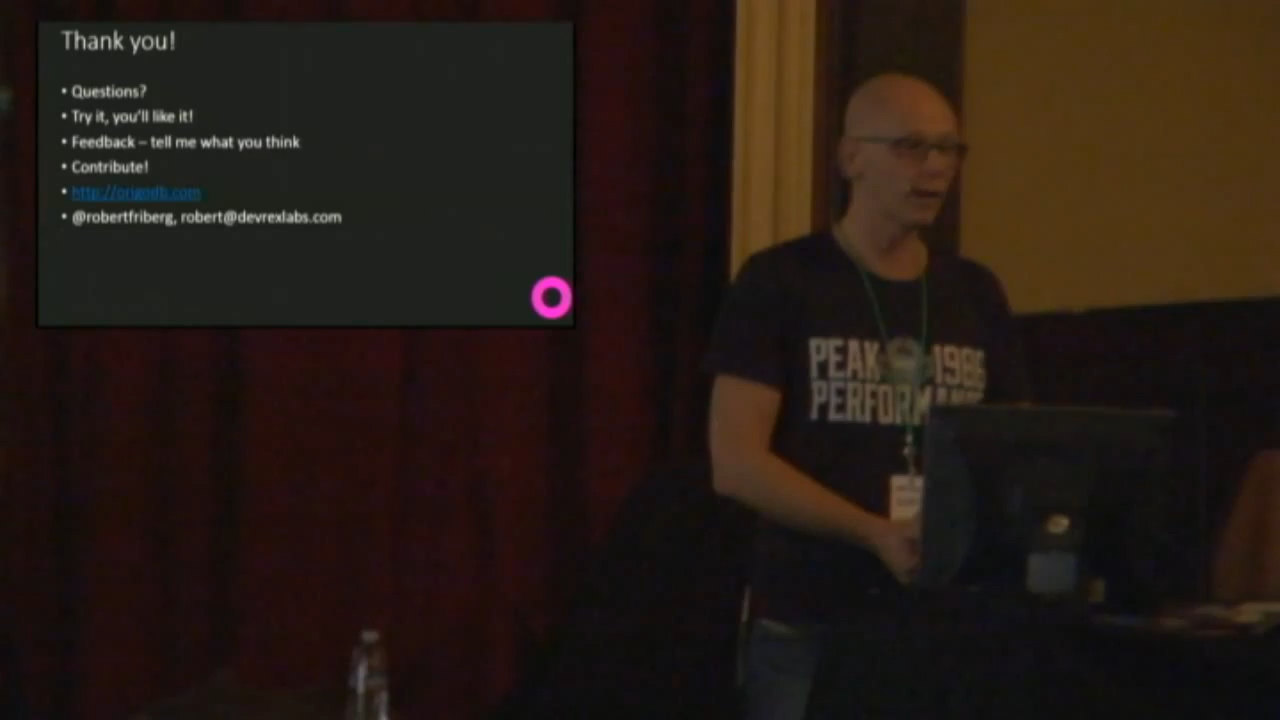 Thank you!
• Questions?
• Try it, you'll like it!
• Feedback – tell me what you think
• Contribute!
• http://origodb.com
• @robertfriberg, robert@devrexlabs.com
PEAK 1986
PERFORMANCE